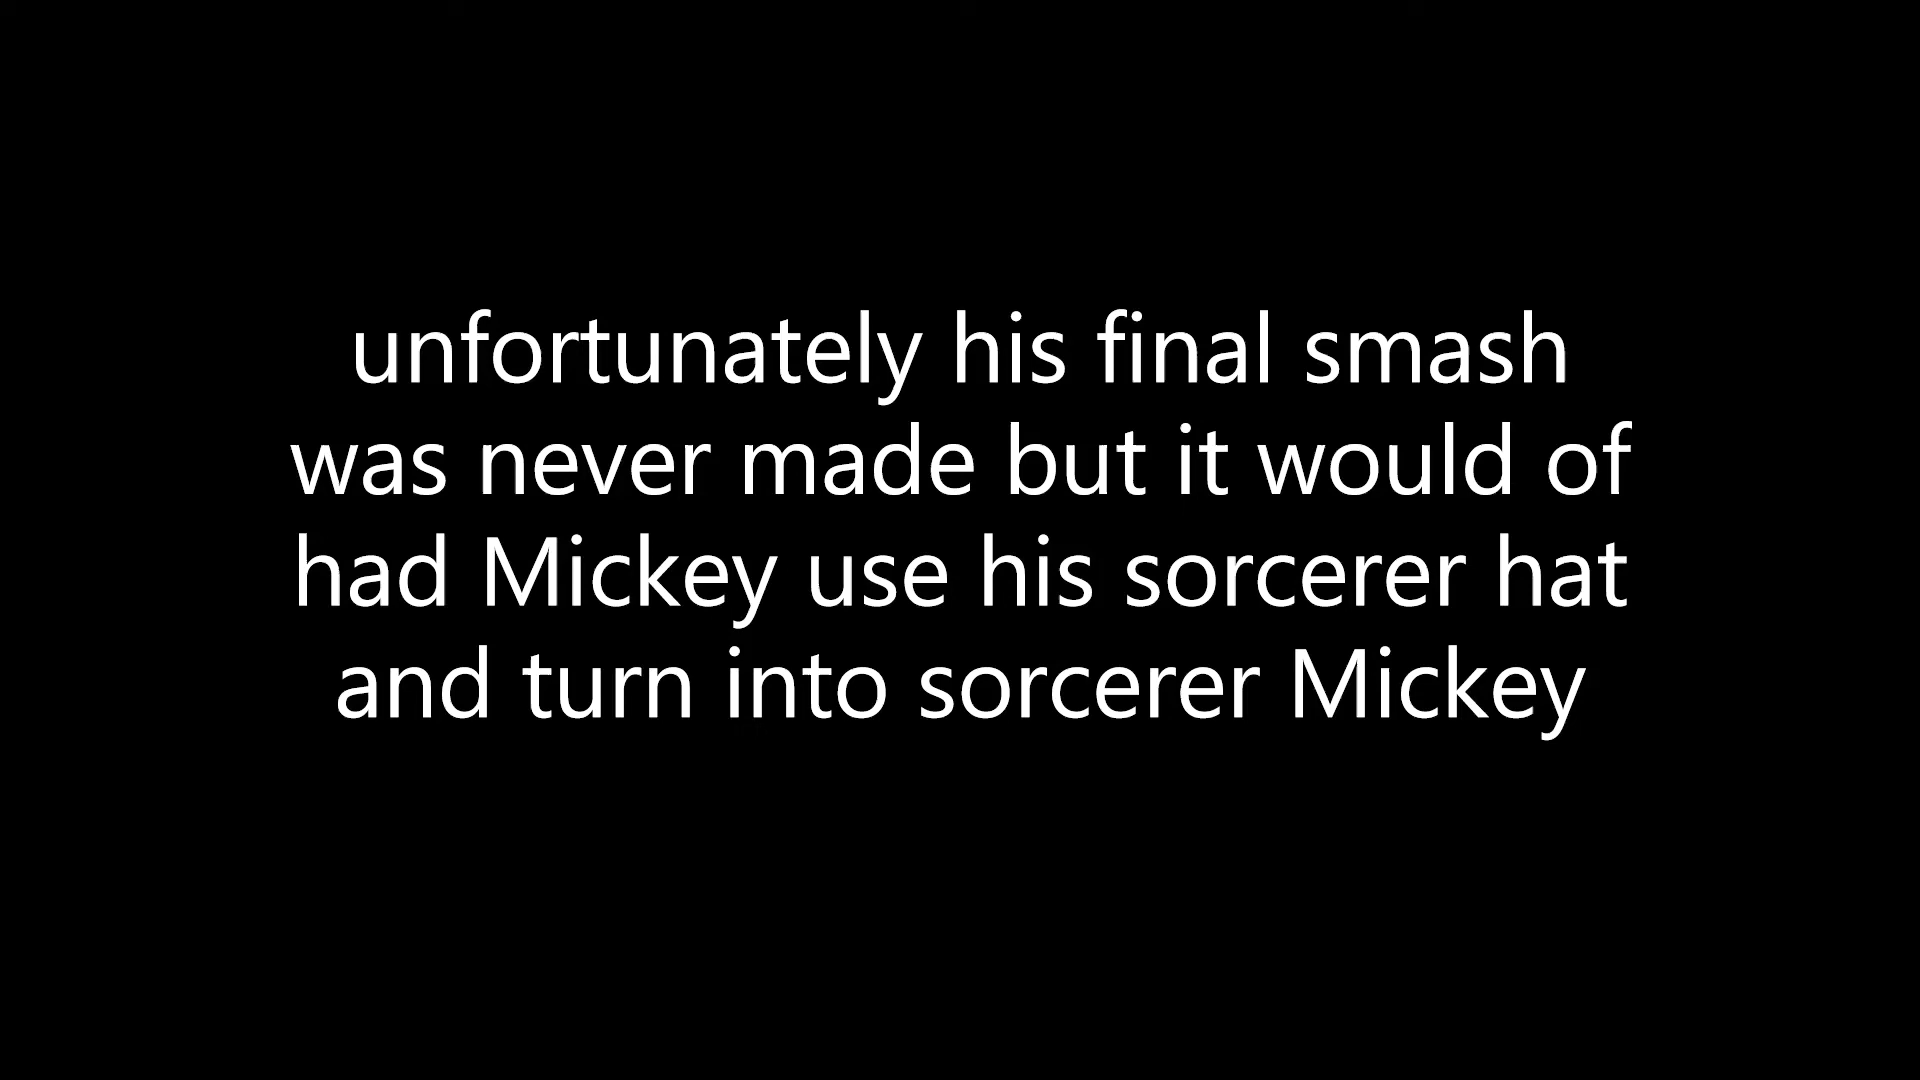 unfortunately his final smash
was never made but it would of
had Mickey use his sorcerer hat
and turn into sorcerer Mickey